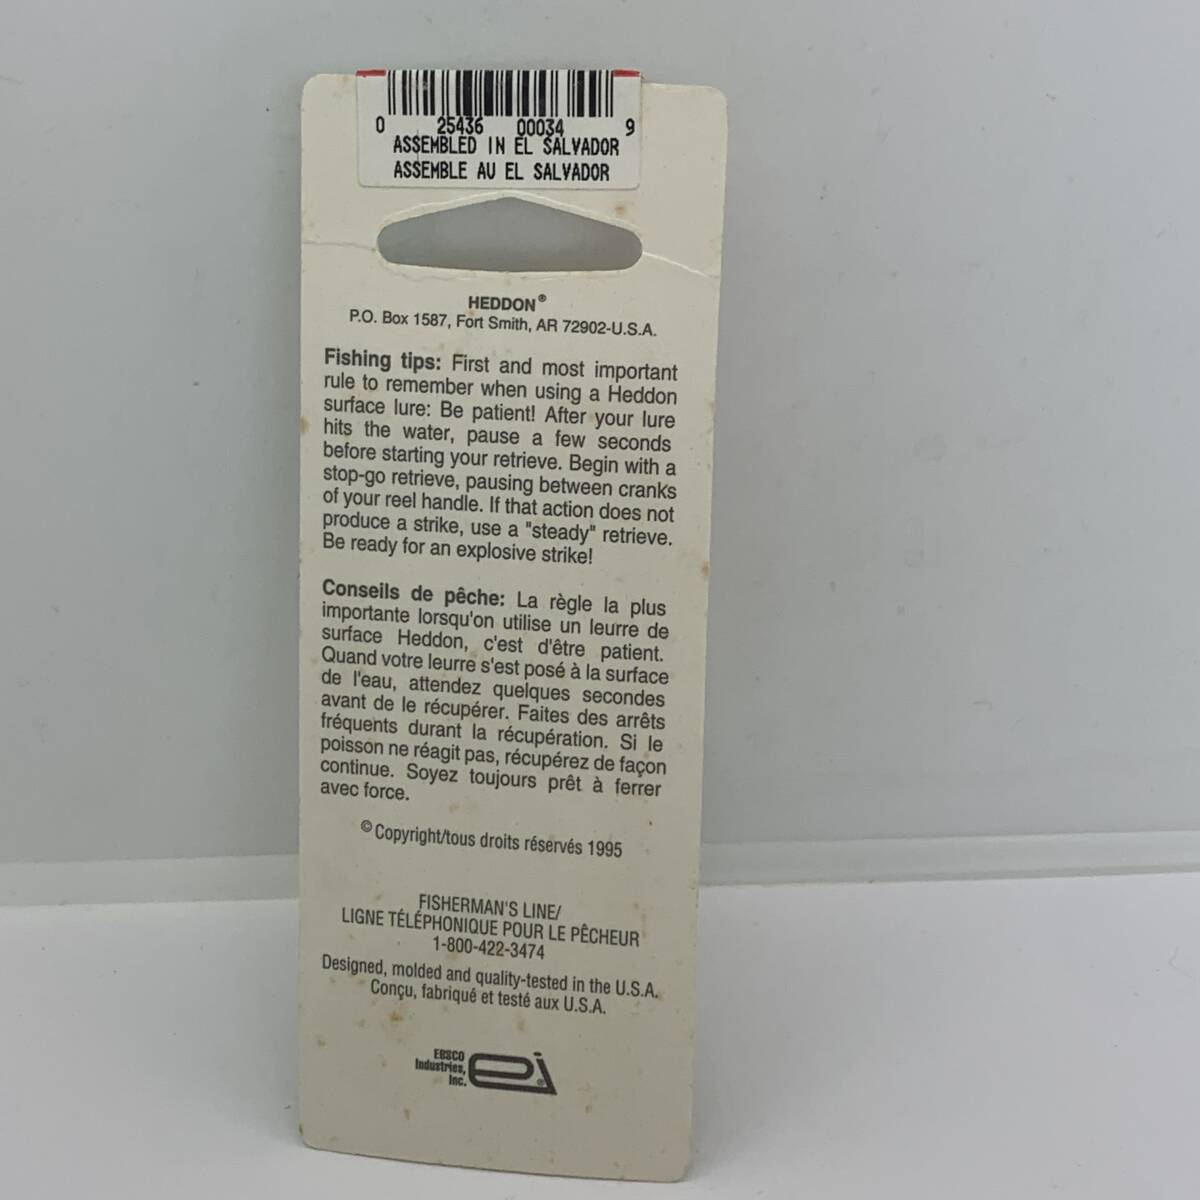 0 25436 00034 9
ASSEMBLED IN EL SALVADOR
ASSEMBLE AU EL SALVADOR
HEDDON®
P.O. Box 1587, Fort Smith, AR 72902-U.S.A.
Fishing tips: First and most important
rule to remember when using a Heddon
surface lure: Be patient! After your lure
hits the water, pause a few seconds
before starting your retrieve. Begin with a
stop-go retrieve, pausing between cranks
of your reel handle. If that action does not
produce a strike, use a "steady" retrieve.
Be ready for an explosive strike!
Conseils de pêche: La règle la plus
importante lorsqu'on utilise un leurre de
surface Heddon, c'est d'être patient.
Quand votre leurre s'est posé à la surface
de l'eau, attendez quelques secondes
avant de le récupérer. Faites des arrêts
fréquents durant la récupération. Si le
poisson ne réagit pas, récupérez de façon
continue. Soyez toujours prêt à ferrer
avec force.
© Copyright/tous droits réservés 1995
FISHERMAN'S LINE/
LIGNE TÉLÉPHONIQUE POUR LE PÊCHEUR
1-800-422-3474
Designed, molded and quality-tested in the U.S.A.
Conçu, fabriqué et testé aux U.S.A.
EBSCO
Industries,
Inc.
ei®